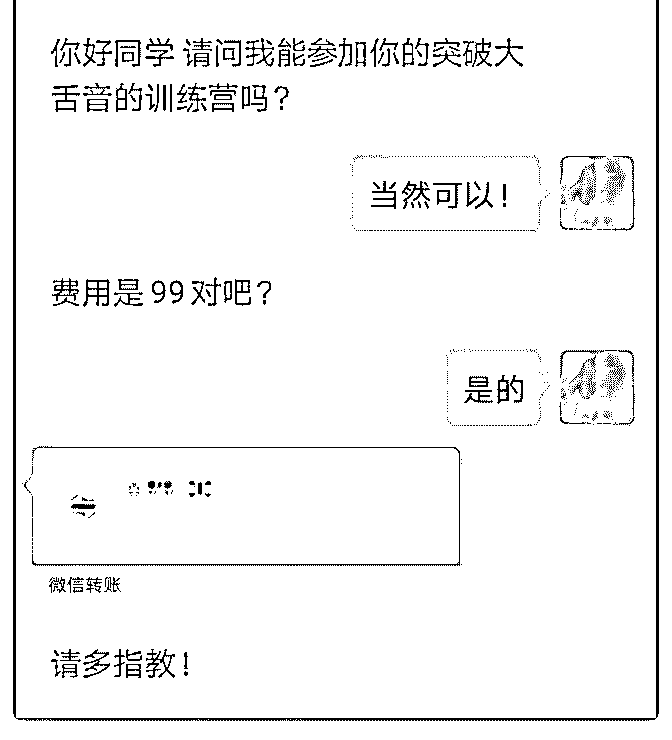 你好同学 请问我能参加你的突破大
舌音的训练营吗？
当然可以！
费用是 99 对吧？
是的
微信转账
请多指教！